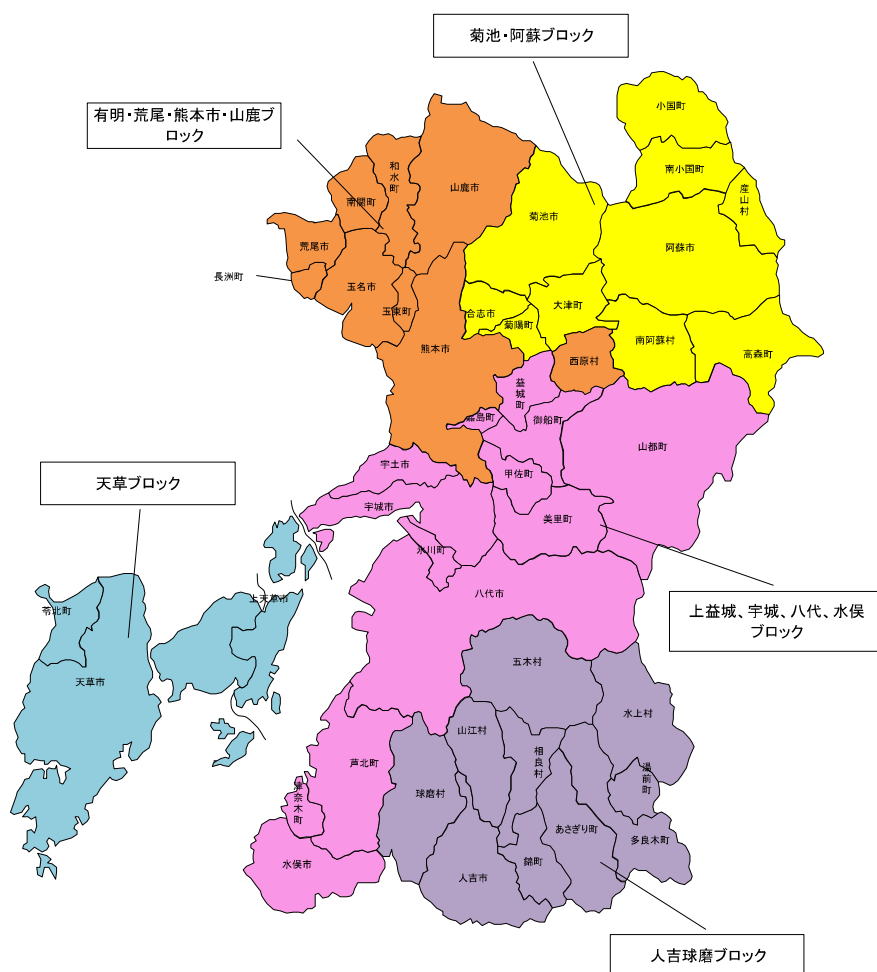 菊池・阿蘇ブロック
有明・荒尾・熊本市・山鹿ブ
ロック
小国町
南小国町
産山村
和水町
山鹿市
南関町
菊池市
荒尾市
阿蘇市
長洲町
玉名市
玉東町
大津町
合志市
菊陽町
熊本市
南阿蘇村
高森町
西原村
益城町
嘉島町
御船町
山都町
宇土市
甲佐町
天草ブロック
宇城市
美里町
氷川町
八代市
上天草市
苓北町
上益城、宇城、八代、水俣
ブロック
天草市
五木村
水上村
山江村
相良村
芦北町
湯前町
球磨村
津奈木町
あさぎり町
多良木町
水俣市
人吉市
錦町
人吉球磨ブロック